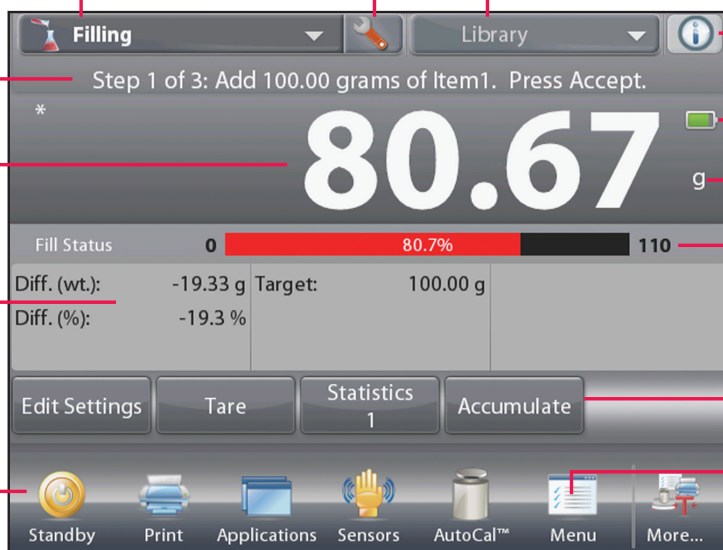 Filling Library
Step 1 of 3: Add 100.00 grams of Item1. Press Accept.
*
80.67
g
Fill Status 0 80.7% 110
Diff. (wt.): -19.33 g Target: 100.00 g
Diff. (%): -19.3 %
Edit Settings Tare Statistics 1 Accumulate
Standby Print Applications Sensors AutoCal™ Menu More...